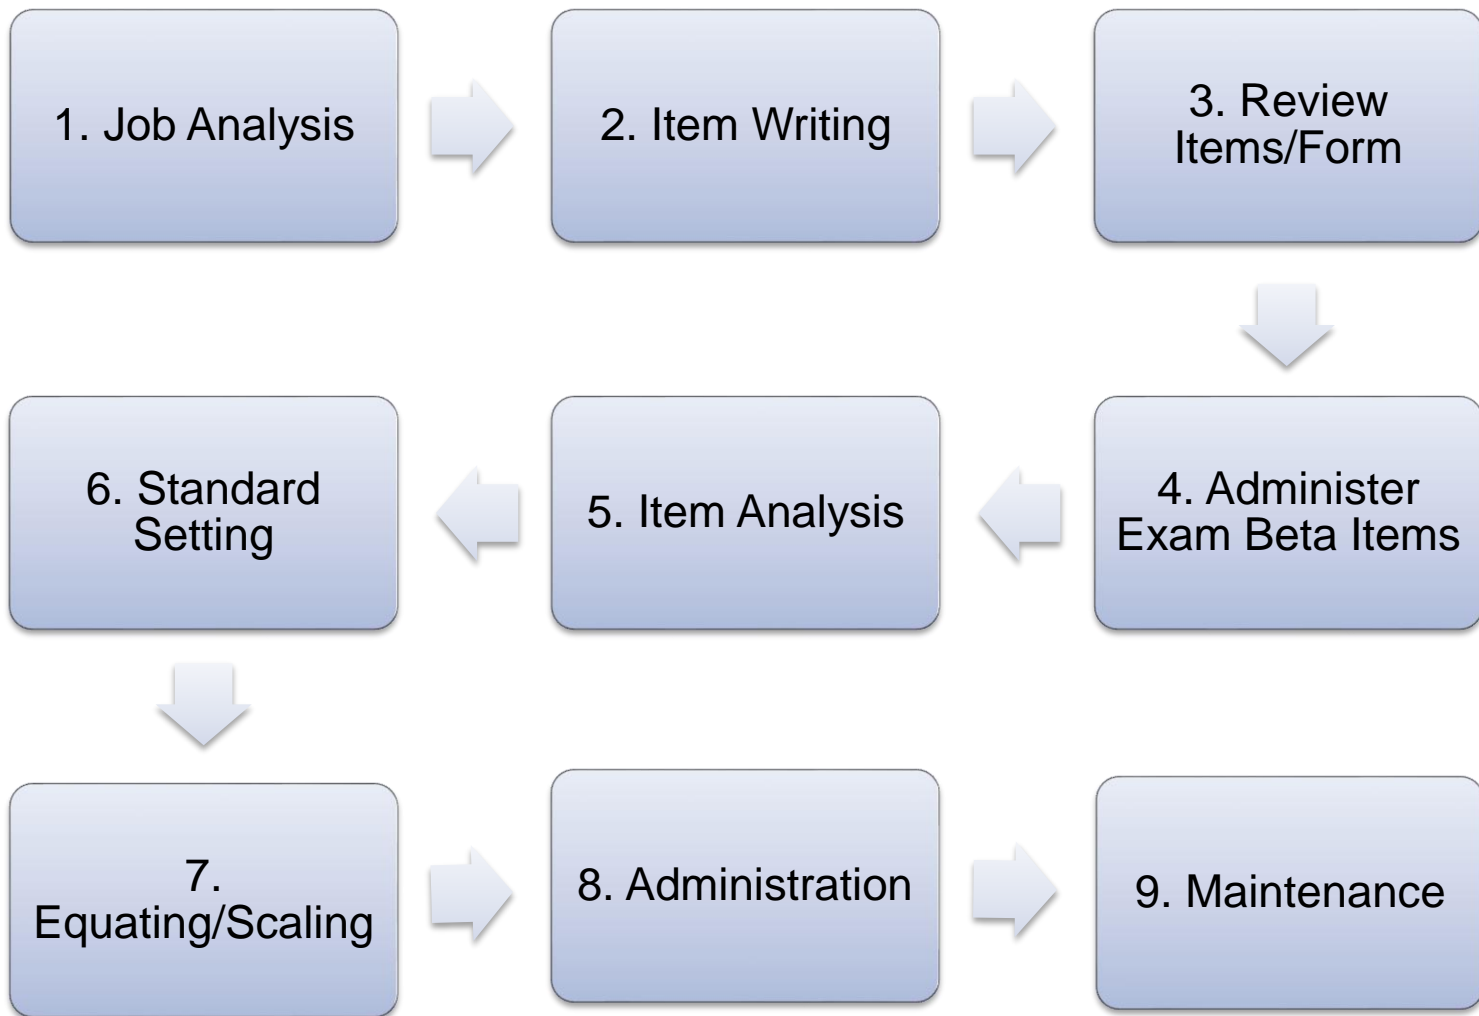 1. Job Analysis
2. Item Writing
3. Review
Items/Form
4. Administer
Exam Beta Items
5. Item Analysis
6. Standard
Setting
7.
Equating/Scaling
8. Administration
9. Maintenance